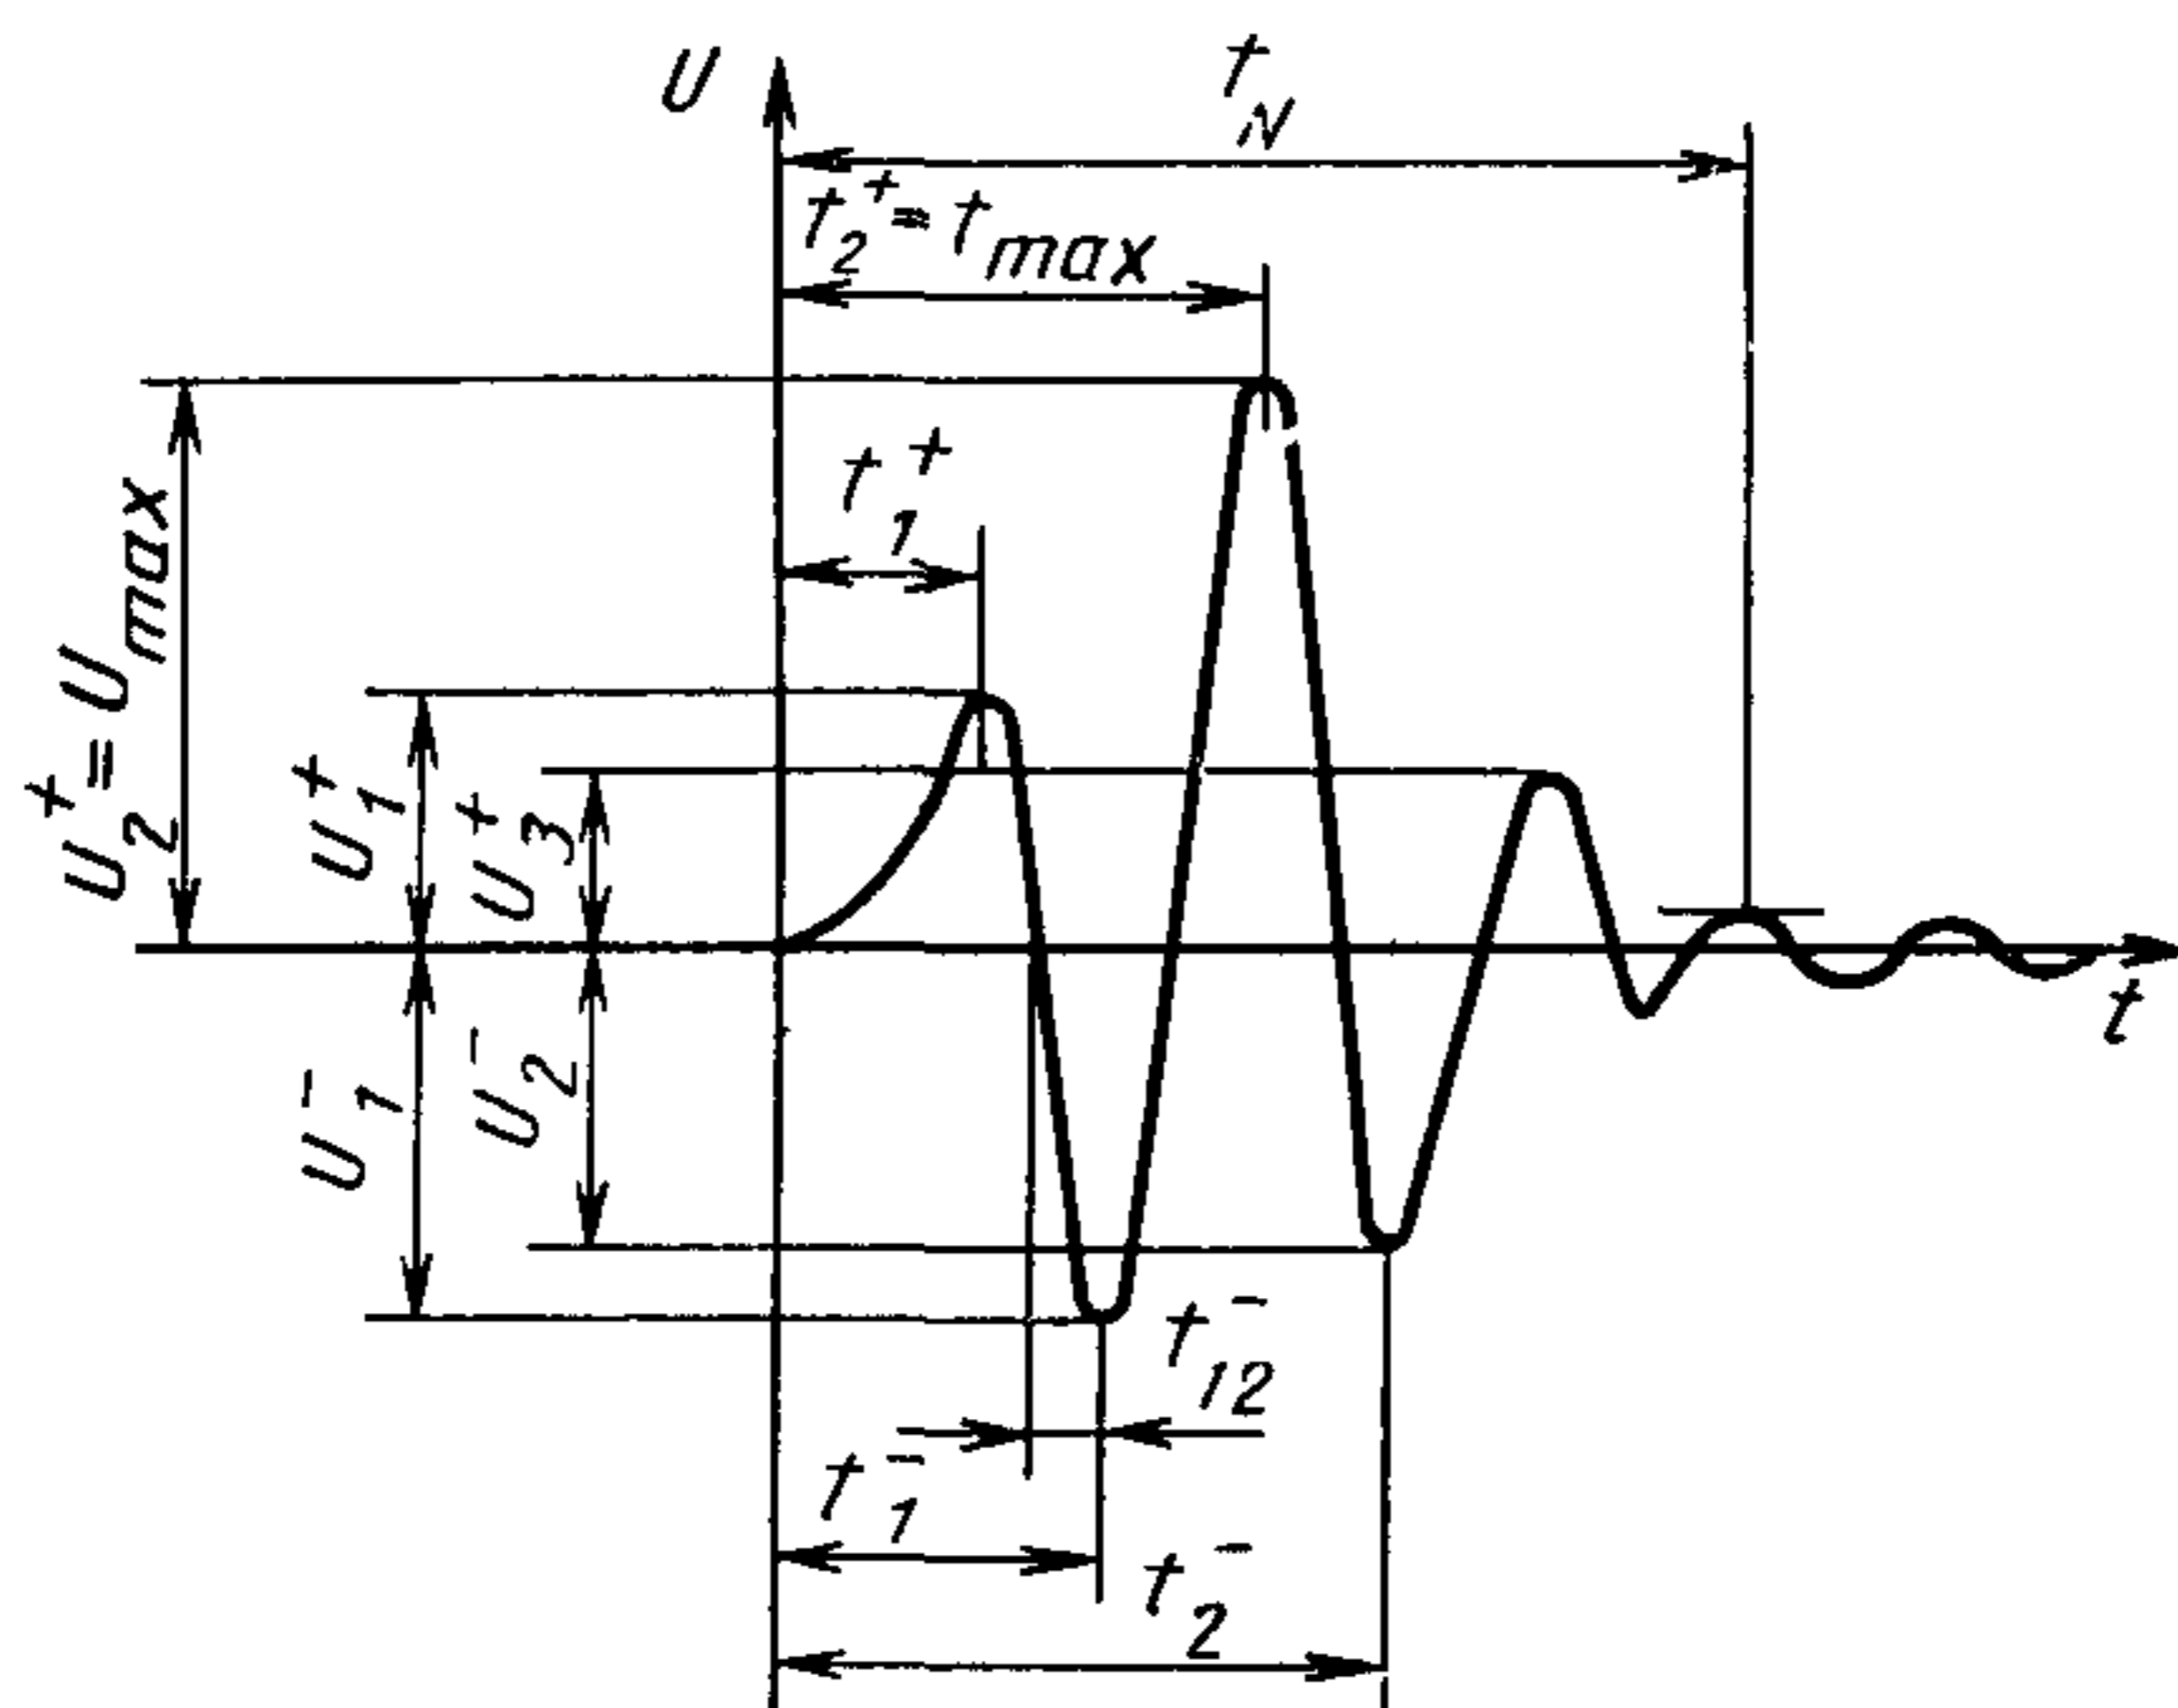 U
t_N
t_2^+ = t_max
t_1^+
U_2^+ = U_max
U_1^+
U_3^+
U_1^-
U_2^-
t
t_12^-
t_1^-
t_2^-